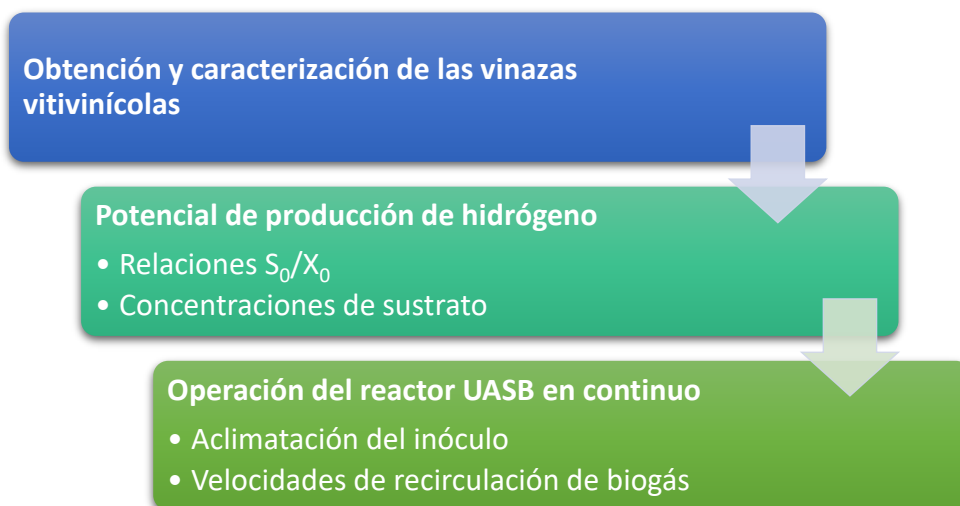 Obtención y caracterización de las vinazas
vitivinícolas
Potencial de producción de hidrógeno
• Relaciones S₀/X₀
• Concentraciones de sustrato
Operación del reactor UASB en continuo
• Aclimatación del inóculo
• Velocidades de recirculación de biogás